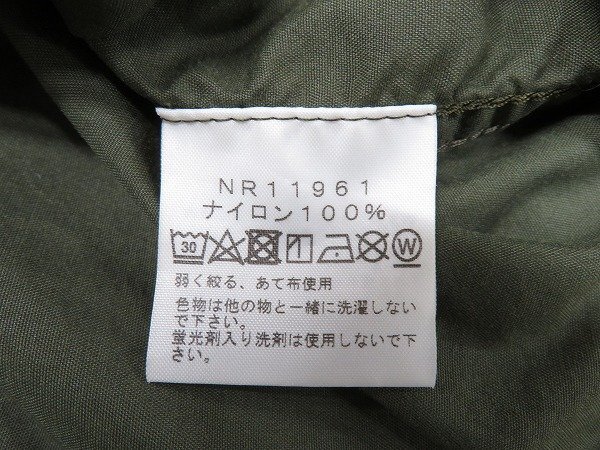 NR11961
ナイロン100%
30 W
弱く絞る、あて布使用
色物は他の物と一緒に洗濯しない
で下さい。
蛍光剤入り洗剤は使用しないで下
さい。